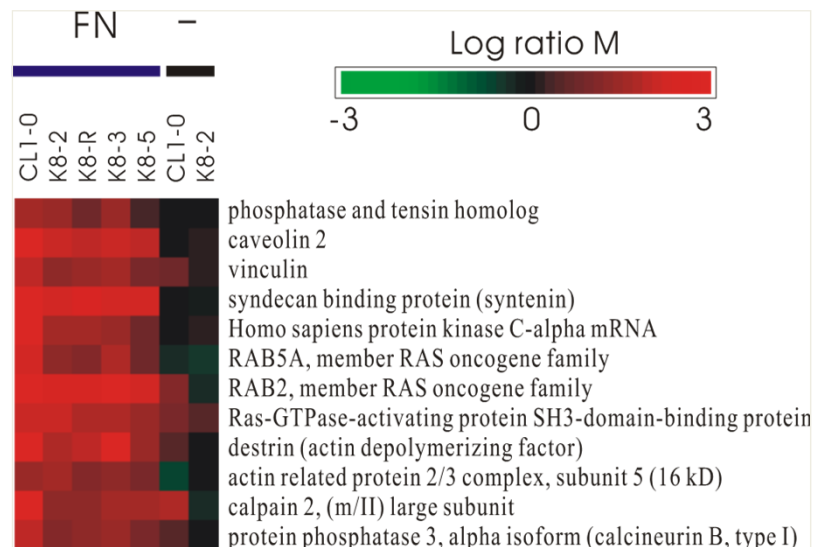 FN –
Log ratio M
-3 0 3
CL1-0 K8-2 K8-R K8-3 K8-5 CL1-0 K8-2
phosphatase and tensin homolog
caveolin 2
vinculin
syndecan binding protein (syntenin)
Homo sapiens protein kinase C-alpha mRNA
RAB5A, member RAS oncogene family
RAB2, member RAS oncogene family
Ras-GTPase-activating protein SH3-domain-binding protein
destrin (actin depolymerizing factor)
actin related protein 2/3 complex, subunit 5 (16 kD)
calpain 2, (m/II) large subunit
protein phosphatase 3, alpha isoform (calcineurin B, type I)